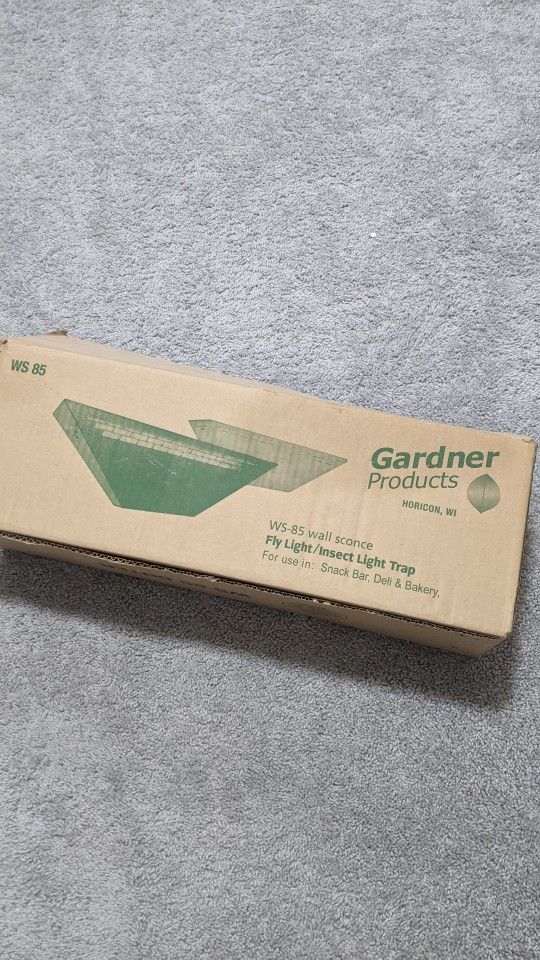 WS 85
Gardner
Products
HORICON, WI
WS-85 wall sconce
Fly Light/Insect Light Trap
For use in: Snack Bar, Deli & Bakery,